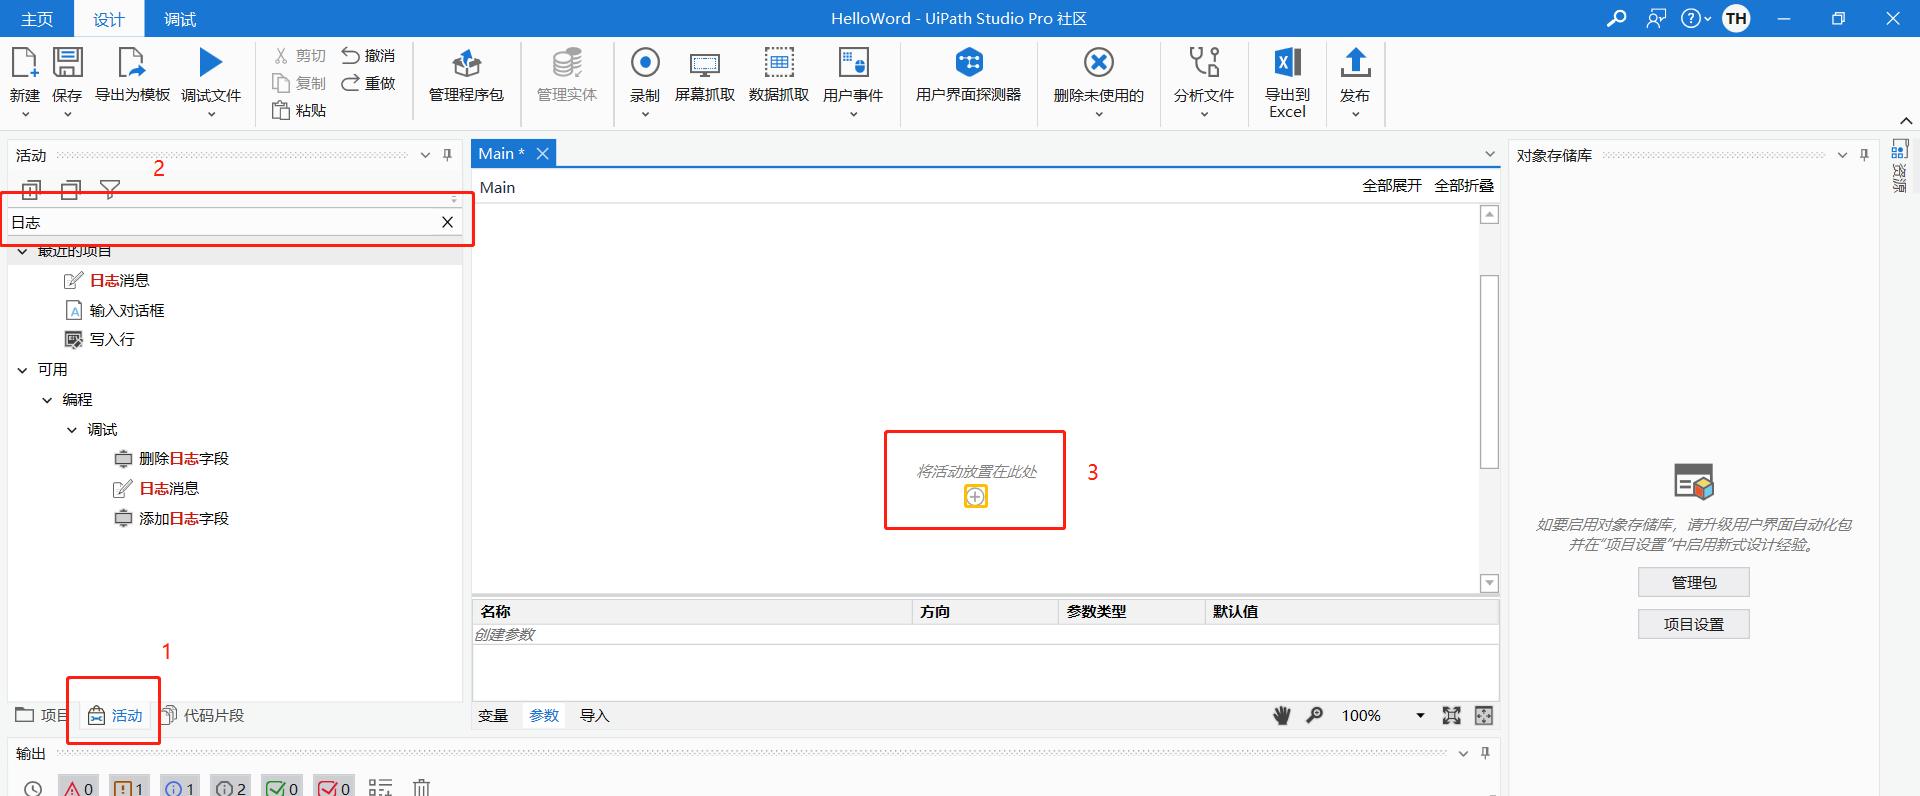 主页 设计 调试 HelloWord - UiPath Studio Pro 社区 TH
新建 保存 导出为模板 调试文件 剪切 复制 粘贴 撤消 重做 管理程序包 管理实体 录制 屏幕抓取 数据抓取 用户事件 用户界面探测器 删除未使用的 分析文件 导出到 Excel 发布
活动
2
日志
最近的项目
日志消息
输入对话框
写入行
可用
编程
调试
删除日志字段
日志消息
添加日志字段
1
项目 活动 代码片段
Main *
Main 全部展开 全部折叠
将活动放置在此处
3
名称 方向 参数类型 默认值
创建参数
变量 参数 导入 100%
对象存储库
资源
如要启用对象存储库，请升级用户界面自动化包
并在“项目设置”中启用新式设计经验。
管理包
项目设置
输出
0 1 1 2 0 0